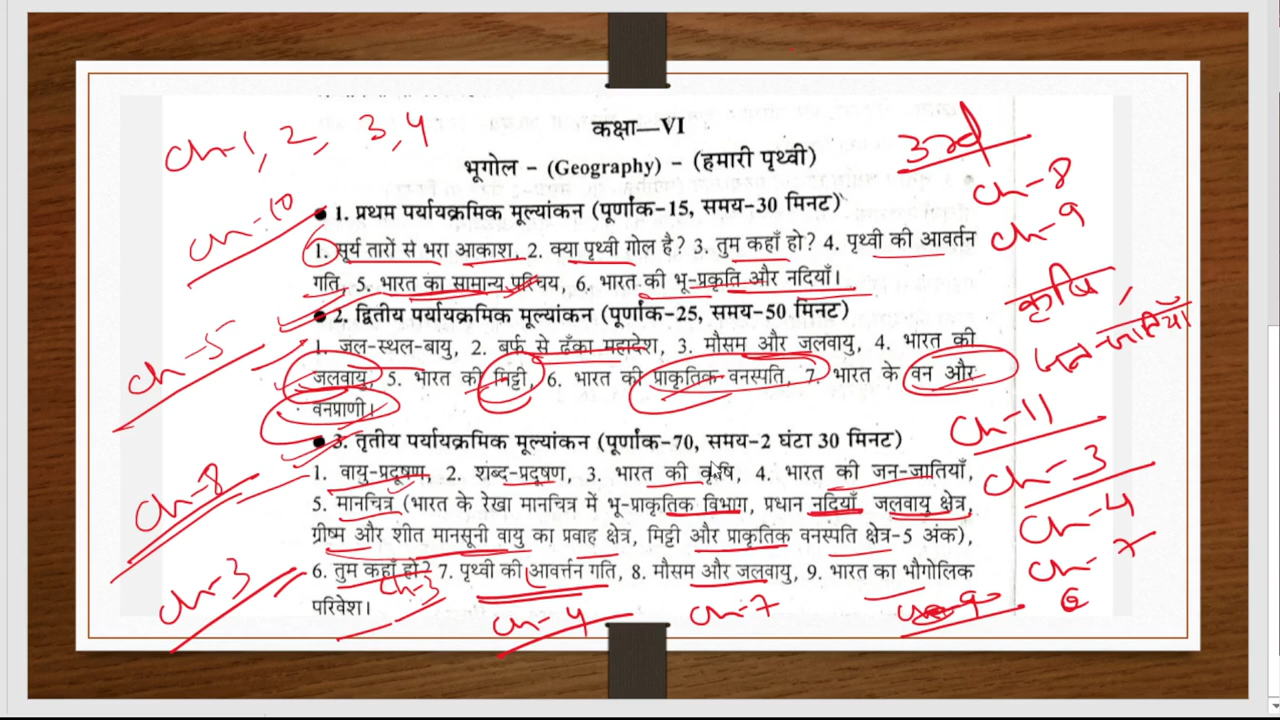 कक्षा—VI
भूगोल - (Geography) - (हमारी पृथ्वी)
● 1. प्रथम पर्यायक्रमिक मूल्यांकन (पूर्णांक-15, समय-30 मिनट)
1. सूर्य तारों से भरा आकाश, 2. क्या पृथ्वी गोल है? 3. तुम कहाँ हो? 4. पृथ्वी की आवर्तन
गति, 5. भारत का सामान्य परिचय, 6. भारत की भू-प्रकृति और नदियाँ।
● 2. द्वितीय पर्यायक्रमिक मूल्यांकन (पूर्णांक-25, समय-50 मिनट)
1. जल-स्थल-बायु, 2. बर्फ से ढँका महादेश, 3. मौसम और जलवायु, 4. भारत की
जलवायु, 5. भारत की मिट्टी, 6. भारत की प्राकृतिक वनस्पति, 7. भारत के वन और
वनप्राणी।
● 3. तृतीय पर्यायक्रमिक मूल्यांकन (पूर्णांक-70, समय-2 घंटा 30 मिनट)
1. वायु-प्रदूषण, 2. शब्द-प्रदूषण, 3. भारत की कृषि, 4. भारत की जन-जातियाँ,
5. मानचित्र (भारत के रेखा मानचित्र में भू-प्राकृतिक विभाग, प्रधान नदियाँ जलवायु क्षेत्र,
ग्रीष्म और शीत मानसूनी वायु का प्रवाह क्षेत्र, मिट्टी और प्राकृतिक वनस्पति क्षेत्र-5 अंक),
6. तुम कहाँ हो? 7. पृथ्वी की आवर्त्तन गति, 8. मौसम और जलवायु, 9. भारत का भौगोलिक
परिवेश।
ch-1, 2, 3, 4
ch-10
ch-5
ch-8
ch-3
ch-3
ch-4
ch-7
3rd
ch-8
ch-9
कृषि,
जन-जातियाँ
ch-11
ch-3
ch-4
ch-7